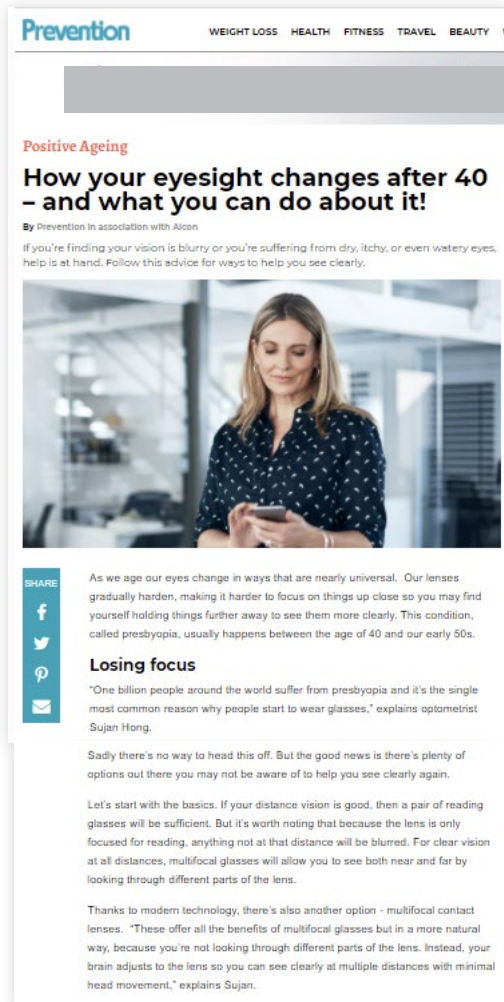 Prevention
WEIGHT LOSS HEALTH FITNESS TRAVEL BEAUTY
Positive Ageing
How your eyesight changes after 40
– and what you can do about it!
By Prevention in association with Alcon
If you're finding your vision is blurry or you're suffering from dry, itchy, or even watery eyes,
help is at hand. Follow this advice for ways to help you see clearly.
SHARE
As we age our eyes change in ways that are nearly universal. Our lenses
gradually harden, making it harder to focus on things up close so you may find
yourself holding things further away to see them more clearly. This condition,
called presbyopia, usually happens between the age of 40 and our early 50s.
Losing focus
“One billion people around the world suffer from presbyopia and it's the single
most common reason why people start to wear glasses,” explains optometrist
Sujan Hong.
Sadly there's no way to head this off. But the good news is there's plenty of
options out there you may not be aware of to help you see clearly again.
Let's start with the basics. If your distance vision is good, then a pair of reading
glasses will be sufficient. But it's worth noting that because the lens is only
focused for reading, anything not at that distance will be blurred. For clear vision
at all distances, multifocal glasses will allow you to see both near and far by
looking through different parts of the lens.
Thanks to modern technology, there's also another option - multifocal contact
lenses. “These offer all the benefits of multifocal glasses but in a more natural
way, because you're not looking through different parts of the lens. Instead, your
brain adjusts to the lens so you can see clearly at multiple distances with minimal
head movement,” explains Sujan.